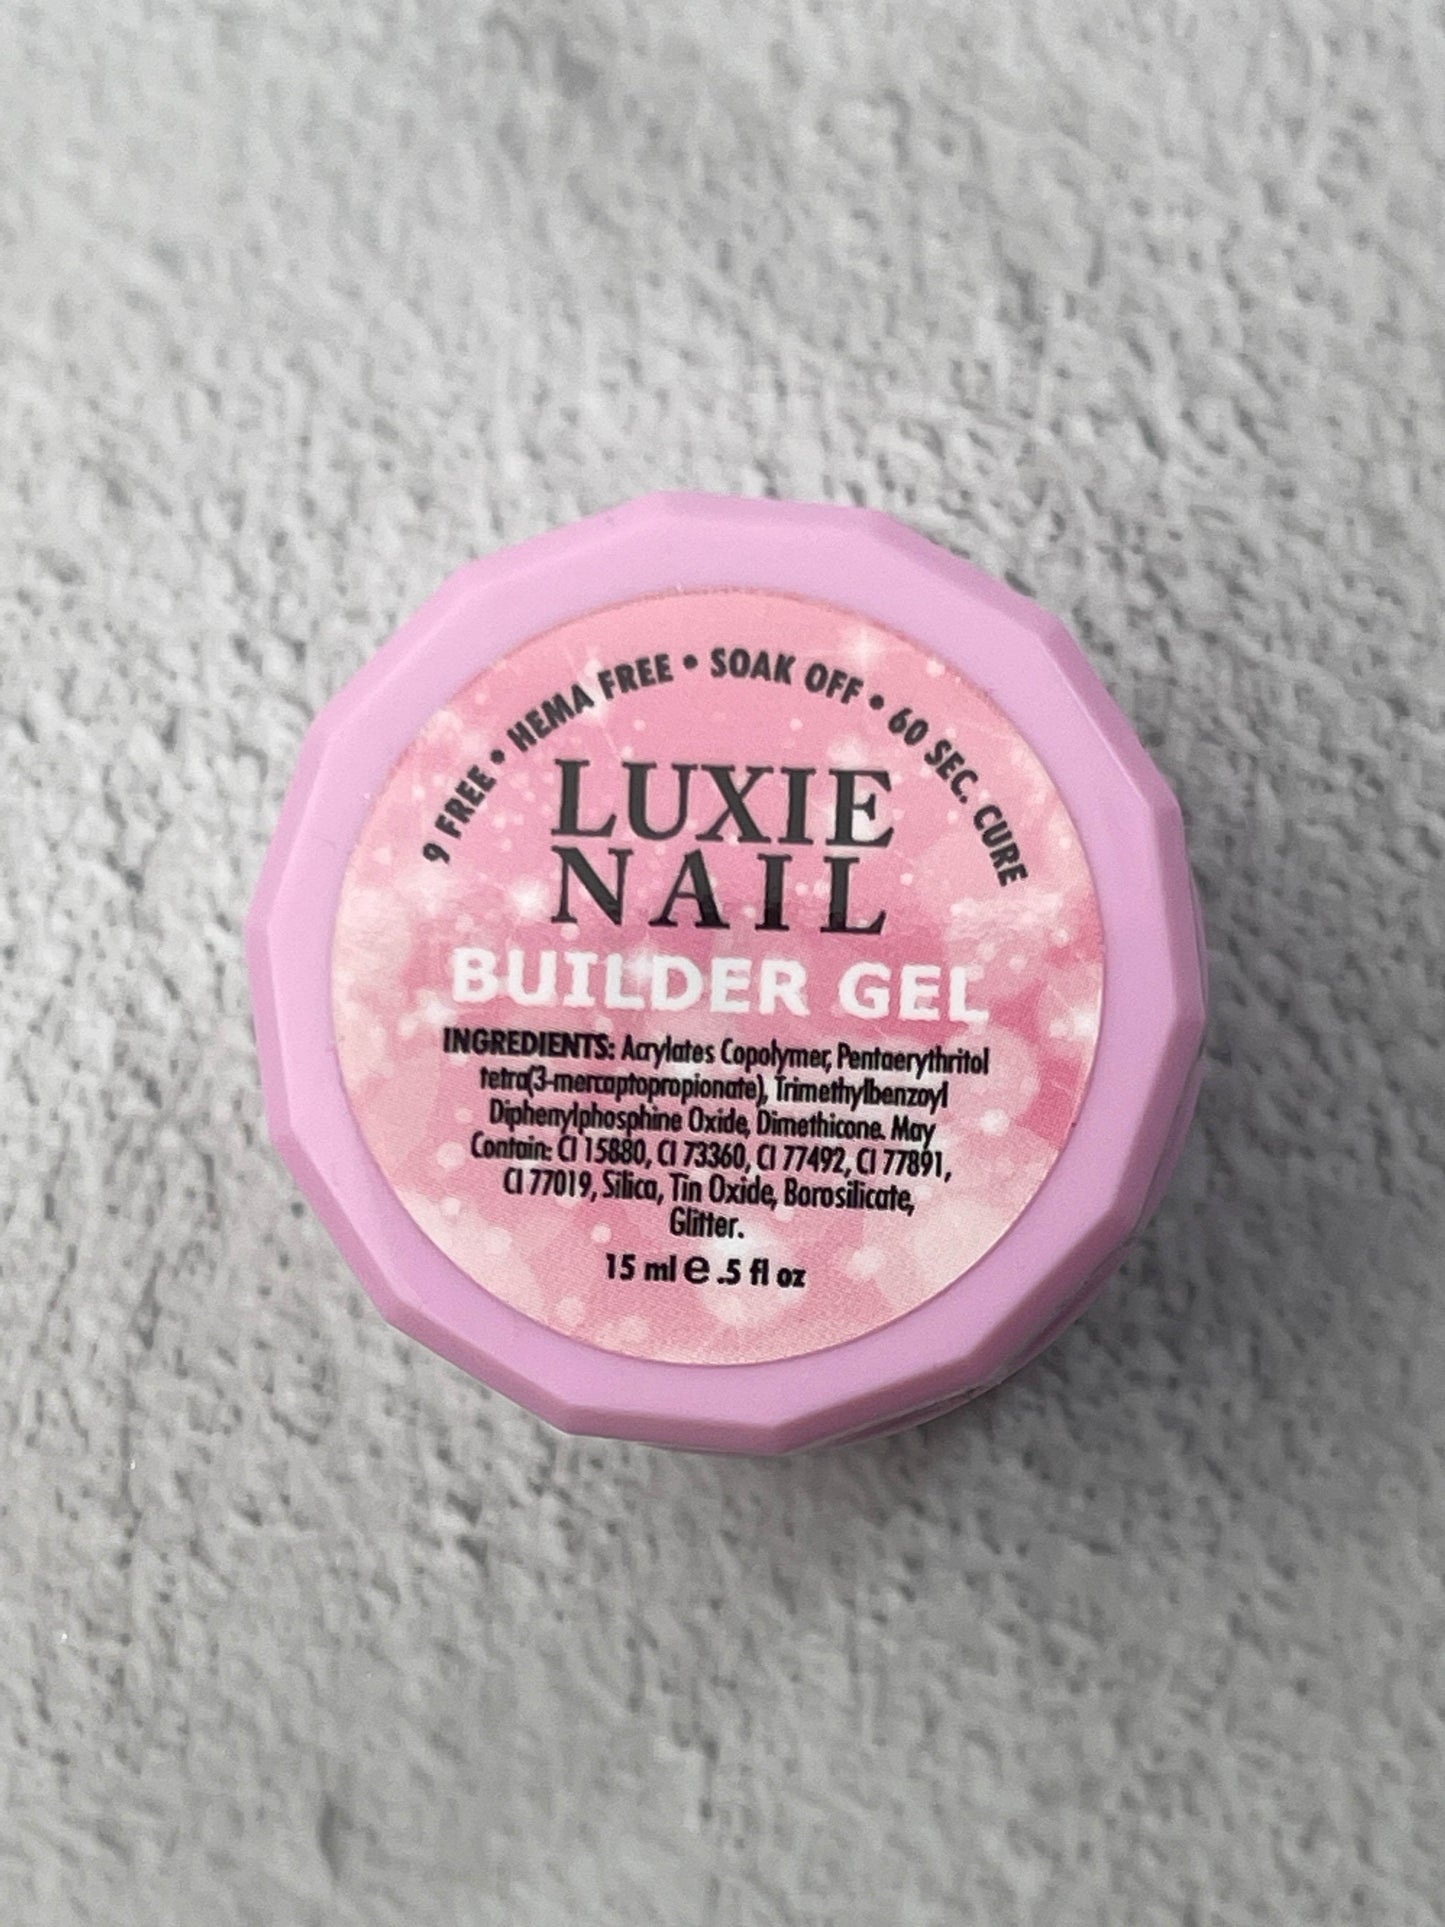 9 FREE • HEMA FREE • SOAK OFF • 60 SEC. CURE
LUXIE
NAIL
BUILDER GEL
INGREDIENTS: Acrylates Copolymer, Pentaerythritol
tetra(3-mercaptopropionate), Trimethylbenzoyl
Diphenylphosphine Oxide, Dimethicone. May
Contain: CI 15880, CI 73360, CI 77492, CI 77891,
CI 77019, Silica, Tin Oxide, Borosilicate,
Glitter.
15 ml e .5 fl oz